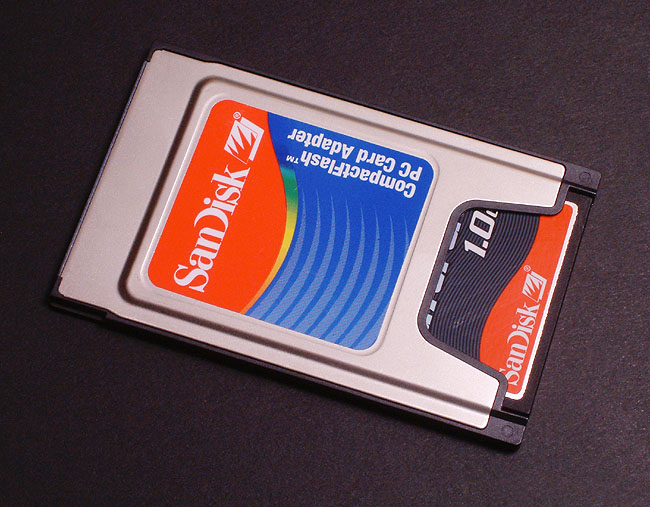 SanDisk®
CompactFlash™
PC Card Adapter
1.0
SanDisk